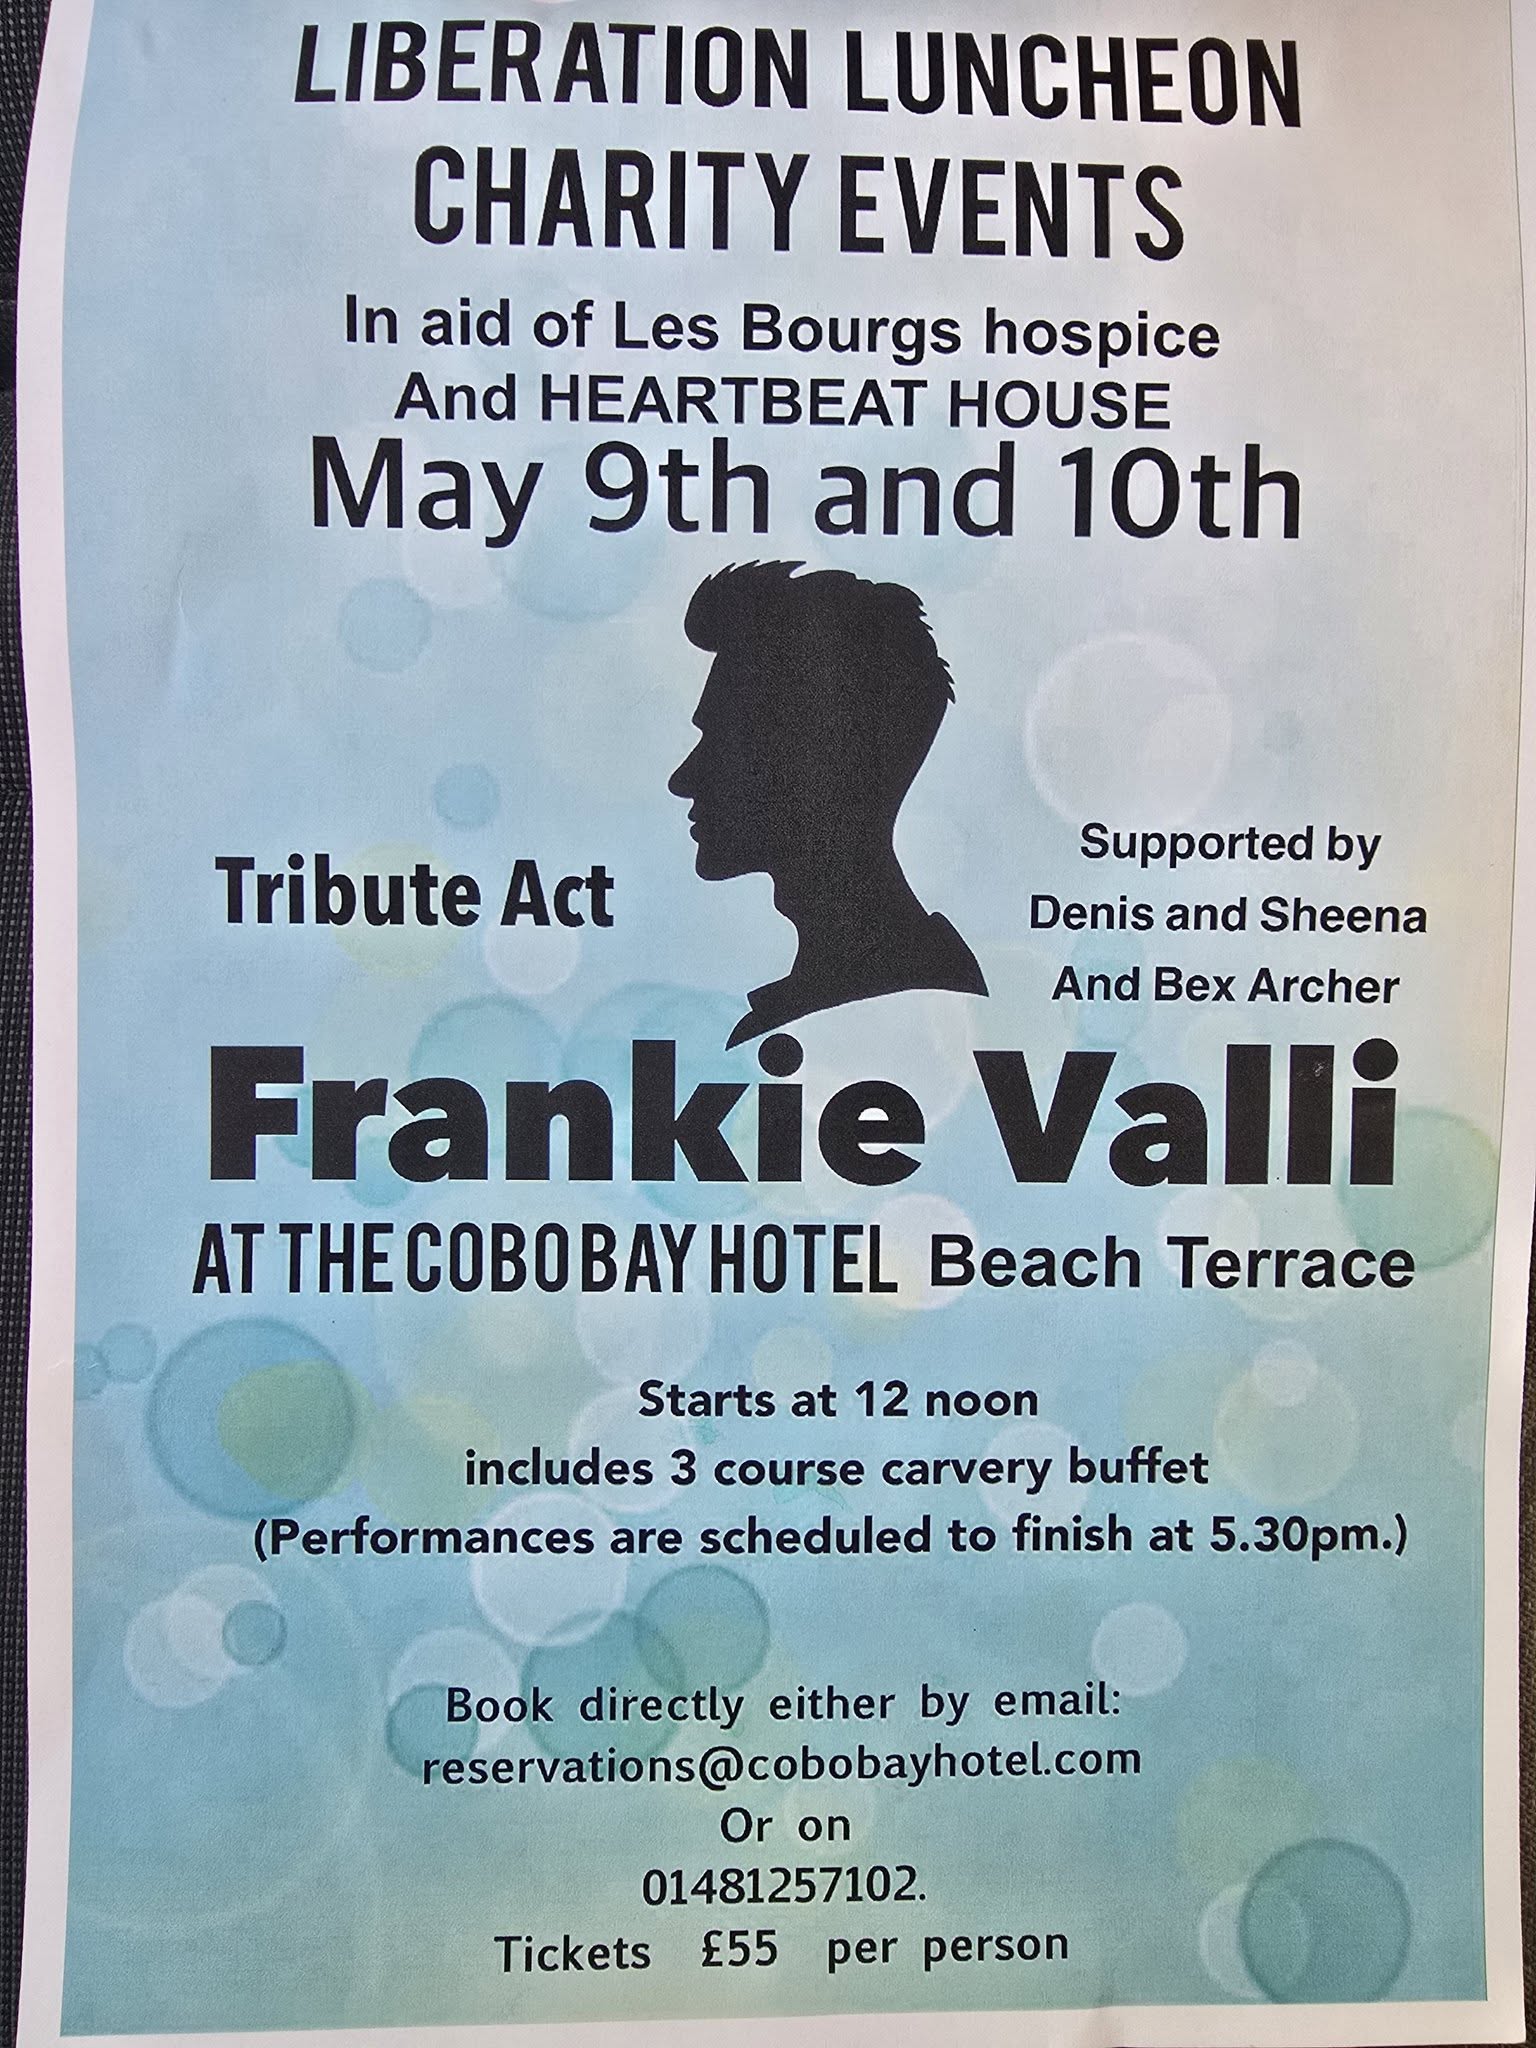 LIBERATION LUNCHEON
CHARITY EVENTS
In aid of Les Bourgs hospice
And HEARTBEAT HOUSE
May 9th and 10th
Tribute Act
Supported by
Denis and Sheena
And Bex Archer
Frankie Valli
AT THE COBO BAY HOTEL Beach Terrace
Starts at 12 noon
includes 3 course carvery buffet
(Performances are scheduled to finish at 5.30pm.)
Book directly either by email:
reservations@cobobayhotel.com
Or on
01481257102.
Tickets £55 per person